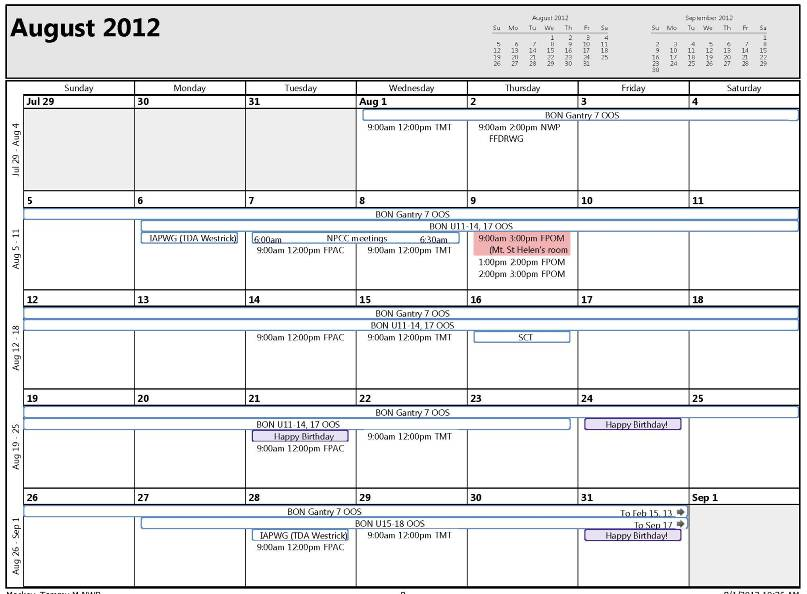 August 2012
August 2012
Su Mo Tu We Th Fr Sa
1 2 3 4
5 6 7 8 9 10 11
12 13 14 15 16 17 18
19 20 21 22 23 24 25
26 27 28 29 30 31
September 2012
Su Mo Tu We Th Fr Sa
1
2 3 4 5 6 7 8
9 10 11 12 13 14 15
16 17 18 19 20 21 22
23 24 25 26 27 28 29
30
Sunday Monday Tuesday Wednesday Thursday Friday Saturday
Jul 29 - Aug 4
Jul 29 30 31 Aug 1 2 3 4
BON Gantry 7 OOS
9:00am 12:00pm TMT
9:00am 2:00pm NWP
FFDRWG
Aug 5 - 11
5 6 7 8 9 10 11
BON Gantry 7 OOS
BON U11-14, 17 OOS
IAPWG (TDA Westrick)
6:00am NPCC meetings 6:30am
9:00am 12:00pm FPAC
9:00am 12:00pm TMT
9:00am 3:00pm FPOM
(Mt. St Helen's room
1:00pm 2:00pm FPOM
2:00pm 3:00pm FPOM
Aug 12 - 18
12 13 14 15 16 17 18
BON Gantry 7 OOS
BON U11-14, 17 OOS
9:00am 12:00pm FPAC
9:00am 12:00pm TMT
SCT
Aug 19 - 25
19 20 21 22 23 24 25
BON Gantry 7 OOS
BON U11-14, 17 OOS
Happy Birthday
9:00am 12:00pm FPAC
9:00am 12:00pm TMT
Happy Birthday!
Aug 26 - Sep 1
26 27 28 29 30 31 Sep 1
BON Gantry 7 OOS To Feb 15, 13
BON U15-18 OOS To Sep 17
IAPWG (TDA Westrick)
9:00am 12:00pm FPAC
9:00am 12:00pm TMT
Happy Birthday!